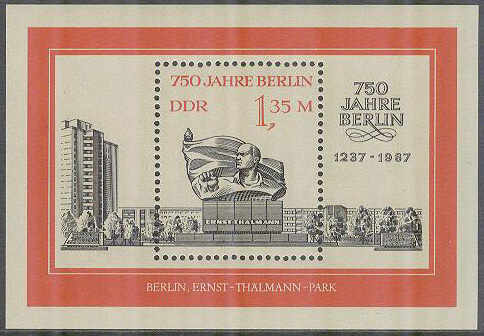 750 JAHRE BERLIN
DDR 1,35 M
ERNST THÄLMANN
750
JAHRE
BERLIN
1237-1987
BERLIN, ERNST-THÄLMANN-PARK